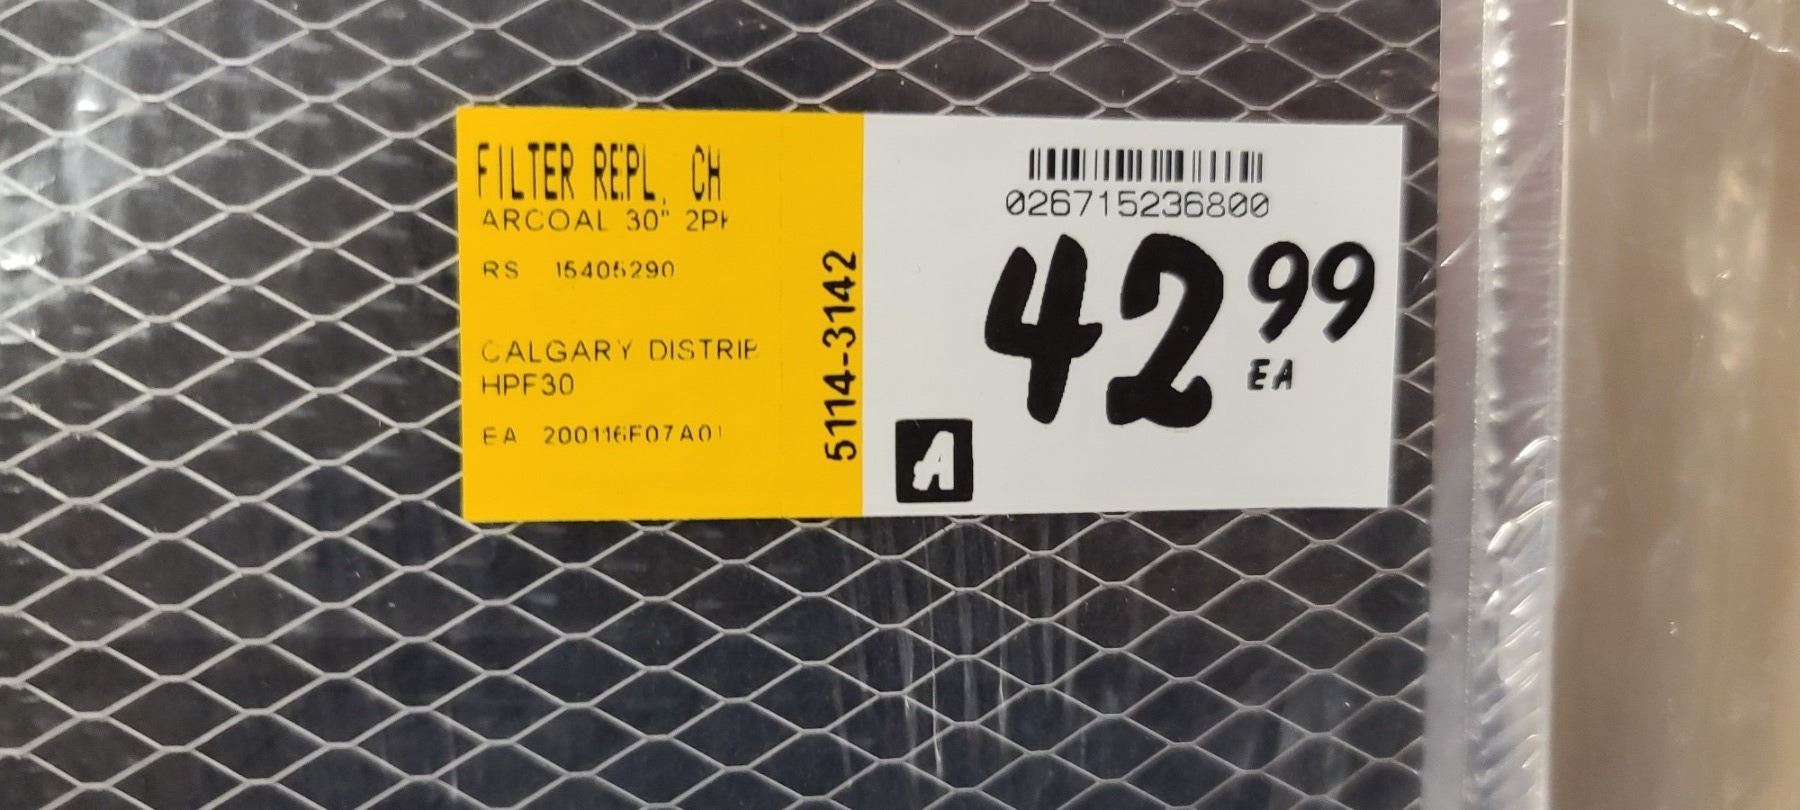 FILTER REPL. CH
ARCOAL 30" 2PK
RS 15405290
CALGARY DISTRIB
HPF30
EA 200116F07A01
5114-3142
026715236800
42 99
EA
A